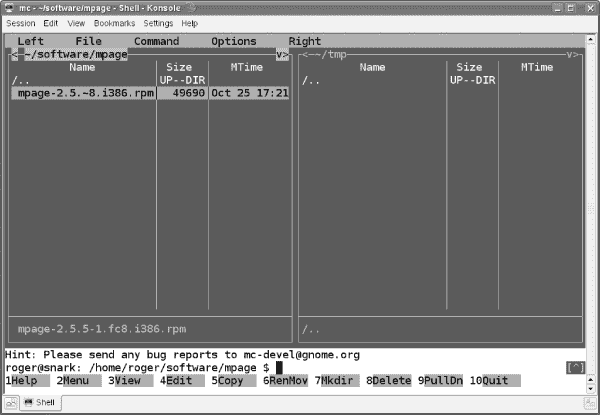 mc - ~/software/mpage - Shell - Konsole
Session Edit View Bookmarks Settings Help
Left File Command Options Right
<~/software/mpage v> <~~/tmp v>
Name Size MTime Name Size MTime
/.. UP--DIR /.. UP--DIR
mpage-2.5.~8.i386.rpm 49690 Oct 25 17:21
mpage-2.5.5-1.fc8.i386.rpm /..
Hint: Please send any bug reports to mc-devel@gnome.org
roger@snark: /home/roger/software/mpage $ [^]
1Help 2Menu 3View 4Edit 5Copy 6RenMov 7Mkdir 8Delete 9PullDn 10Quit
Shell